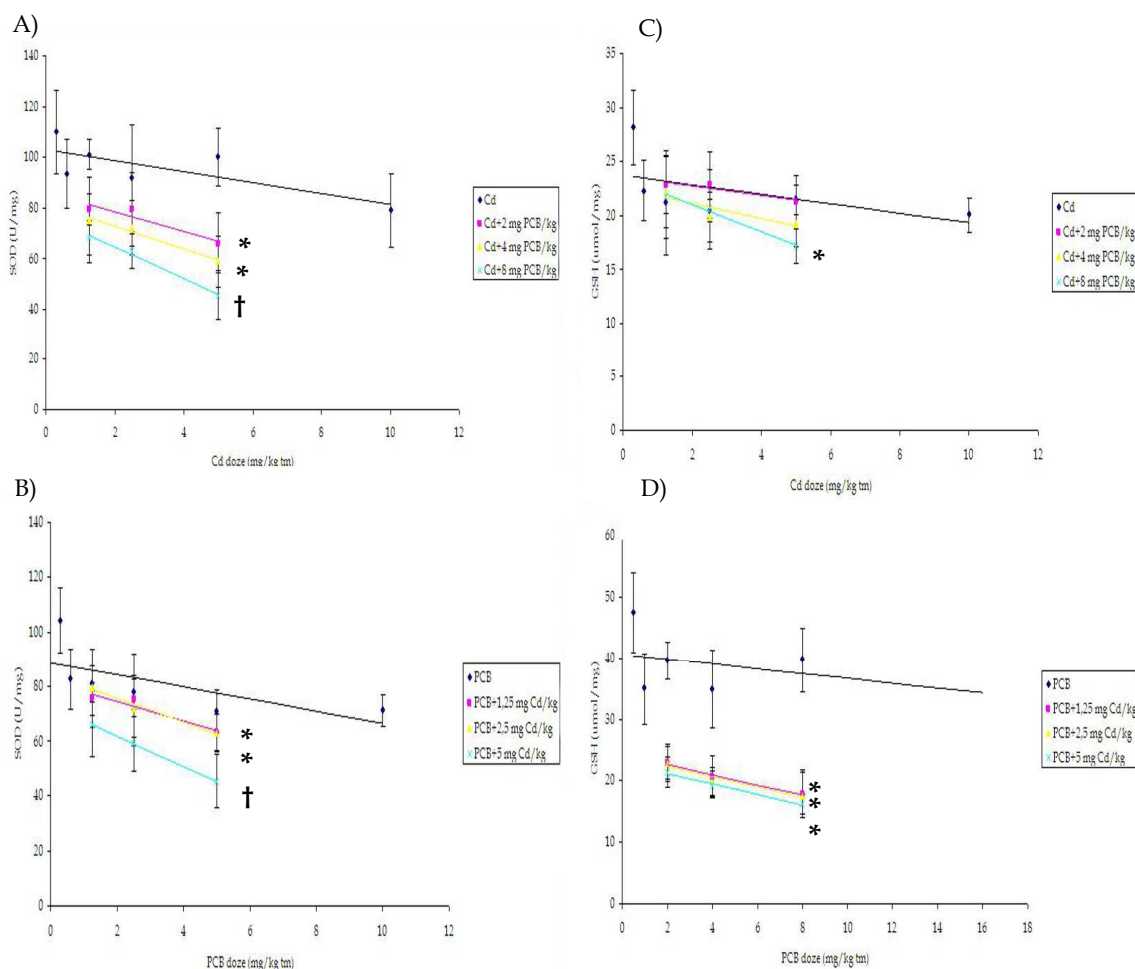 A)
140
120
100
80
60
40
20
0
0 2 4 6 8 10 12
SOD (U/mg)
Cd doze (mg/kg tm)
*
*
†
Cd
Cd+2 mg PCB/kg
Cd+4 mg PCB/kg
Cd+8 mg PCB/kg
C)
35
30
25
20
15
10
5
0
0 2 4 6 8 10 12
GSH (umol/mg)
Cd doze (mg/kg tm)
*
Cd
Cd+2 mg PCB/kg
Cd+4 mg PCB/kg
Cd+8 mg PCB/kg
B)
140
120
100
80
60
40
20
0
0 2 4 6 8 10 12
SOD (U/mg)
PCB doze (mg/kg tm)
*
*
†
PCB
PCB+1,25 mg Cd/kg
PCB+2,5 mg Cd/kg
PCB+5 mg Cd/kg
D)
60
50
40
30
20
10
0
0 2 4 6 8 10 12 14 16 18
GSH (umol/mg)
PCB doze (mg/kg tm)
*
*
*
PCB
PCB+1,25 mg Cd/kg
PCB+2,5 mg Cd/kg
PCB+5 mg Cd/kg